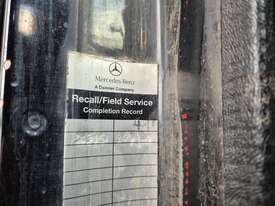 Mercedes-Benz
A Daimler Company
Recall/Field Service
Completion Record